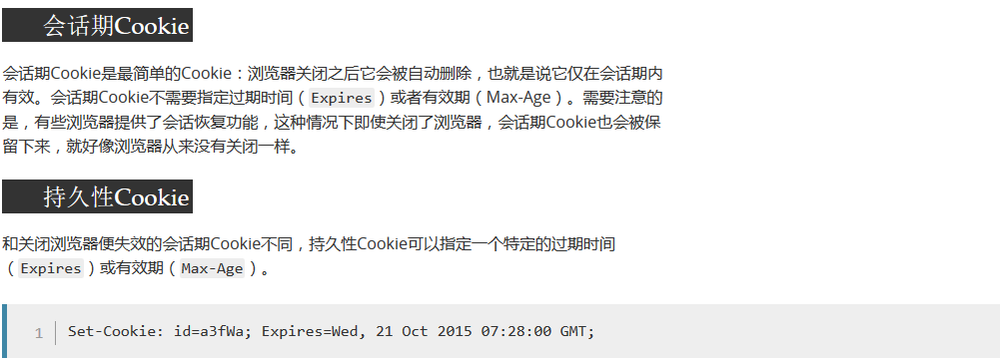 会话期Cookie
会话期Cookie是最简单的Cookie：浏览器关闭之后它会被自动删除，也就是说它仅在会话期内
有效。会话期Cookie不需要指定过期时间（Expires）或者有效期（Max-Age）。需要注意的
是，有些浏览器提供了会话恢复功能，这种情况下即使关闭了浏览器，会话期Cookie也会被保
留下来，就好像浏览器从来没有关闭一样。
持久性Cookie
和关闭浏览器便失效的会话期Cookie不同，持久性Cookie可以指定一个特定的过期时间
（Expires）或有效期（Max-Age）。
1 Set-Cookie: id=a3fWa; Expires=Wed, 21 Oct 2015 07:28:00 GMT;